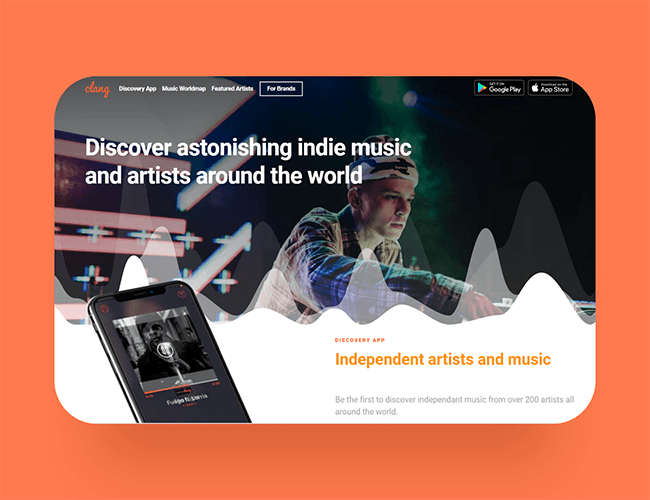 clang
Discovery App Music Worldmap Featured Artists For Brands
GET IT ON
Google Play
Download on the
App Store
Discover astonishing indie music
and artists around the world
DISCOVERY APP
Independent artists and music
Be the first to discover independant music from over 200 artists all
around the world.